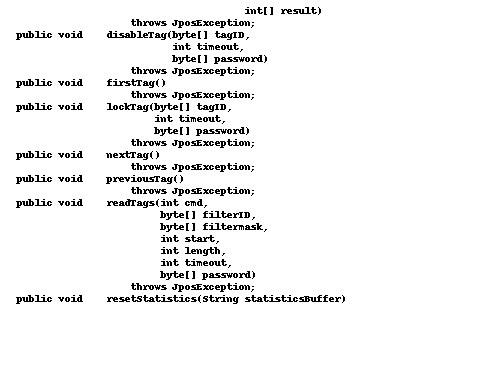 int[] result)
throws JposException;
public void disableTag(byte[] tagID,
int timeout,
byte[] password)
throws JposException;
public void firstTag()
throws JposException;
public void lockTag(byte[] tagID,
int timeout,
byte[] password)
throws JposException;
public void nextTag()
throws JposException;
public void previousTag()
throws JposException;
public void readTags(int cmd,
byte[] filterID,
byte[] filtermask,
int start,
int length,
int timeout,
byte[] password)
throws JposException;
public void resetStatistics(String statisticsBuffer)